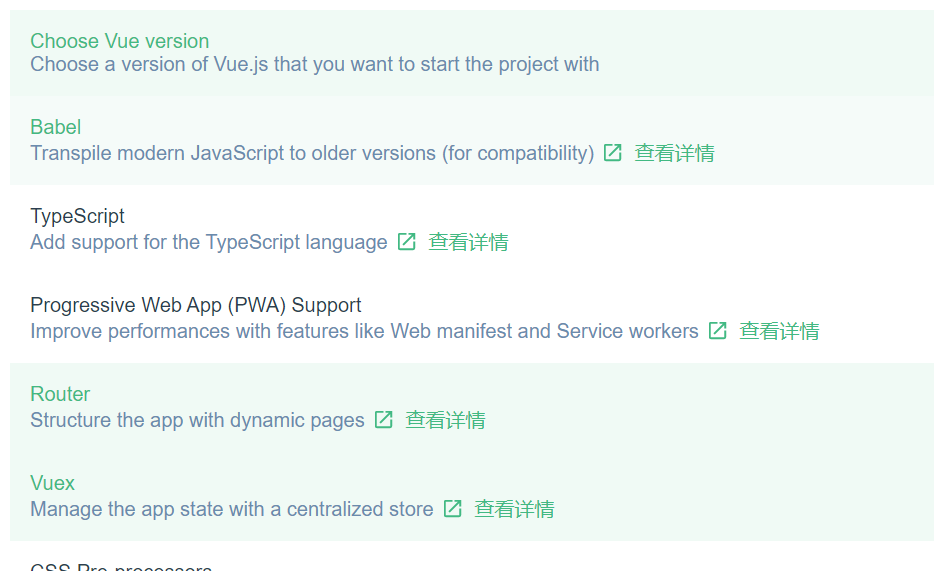 Choose Vue version
Choose a version of Vue.js that you want to start the project with
Babel
Transpile modern JavaScript to older versions (for compatibility) 查看详情
TypeScript
Add support for the TypeScript language 查看详情
Progressive Web App (PWA) Support
Improve performances with features like Web manifest and Service workers 查看详情
Router
Structure the app with dynamic pages 查看详情
Vuex
Manage the app state with a centralized store 查看详情
CSS Pre-processors